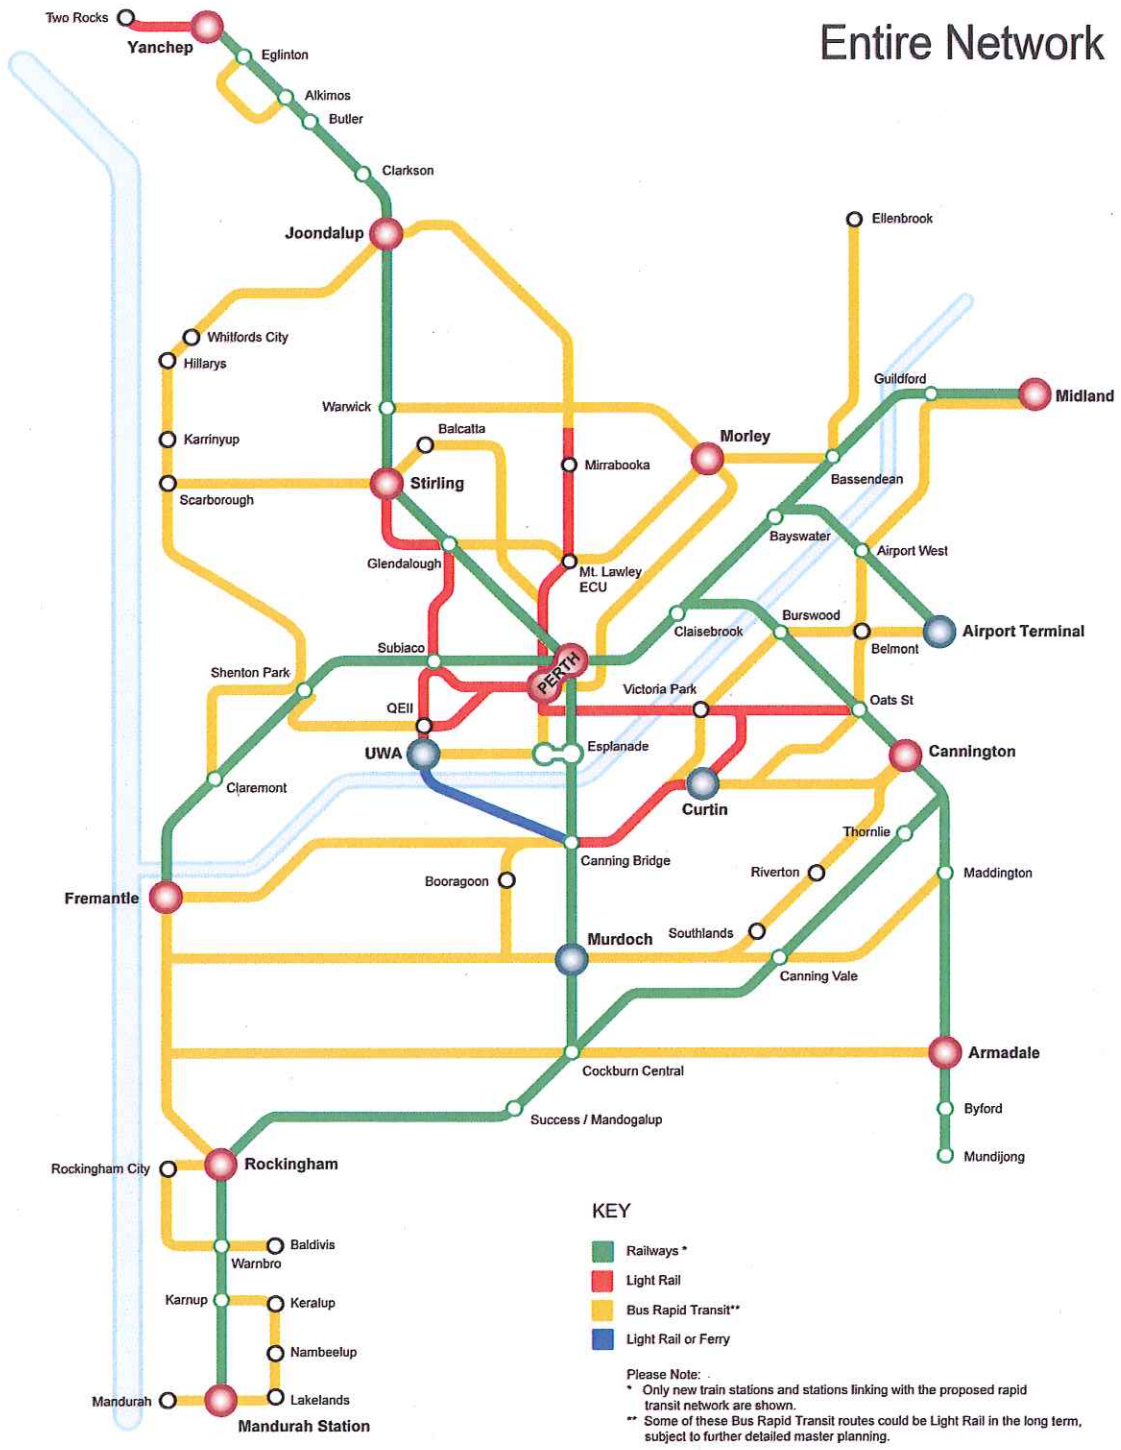 Entire Network
Two Rocks
Yanchep
Eglinton
Alkimos
Butler
Clarkson
Joondalup
Ellenbrook
Whitfords City
Hillarys
Guildford
Midland
Warwick
Balcatta
Morley
Karrinyup
Mirrabooka
Stirling
Bassendean
Scarborough
Bayswater
Airport West
Glendalough
Mt. Lawley
ECU
Claisebrook
Burswood
Airport Terminal
Belmont
Subiaco
PERTH
Shenton Park
Victoria Park
QEII
Oats St
UWA
Esplanade
Cannington
Claremont
Curtin
Thornlie
Canning Bridge
Booragoon
Riverton
Maddington
Fremantle
Southlands
Murdoch
Canning Vale
Armadale
Cockburn Central
Byford
Success / Mandogalup
Mundijong
Rockingham
Rockingham City
Baldivis
Warnbro
Karnup
Keralup
Nambeelup
Mandurah
Lakelands
Mandurah Station
KEY
Railways *
Light Rail
Bus Rapid Transit**
Light Rail or Ferry
Please Note:
* Only new train stations and stations linking with the proposed rapid
transit network are shown.
** Some of these Bus Rapid Transit routes could be Light Rail in the long term,
subject to further detailed master planning.